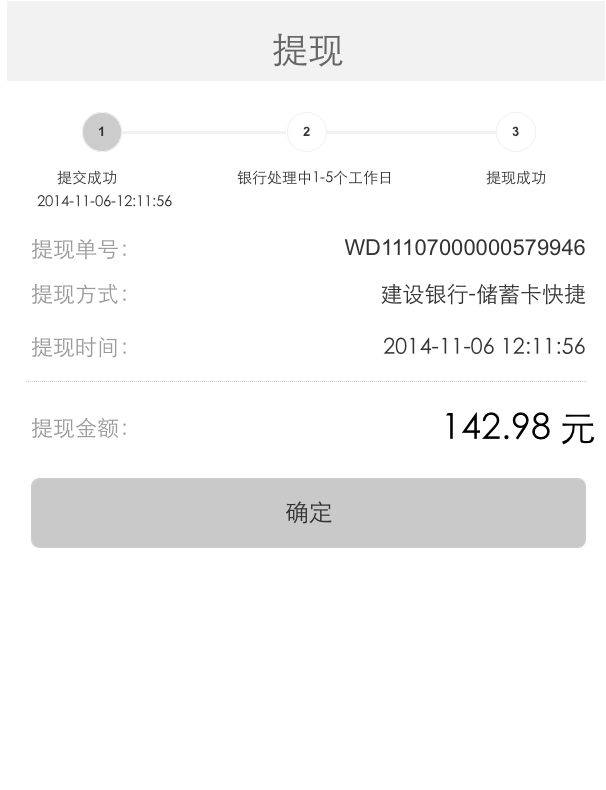 提现
1 2 3
提交成功 银行处理中1-5个工作日 提现成功
2014-11-06-12:11:56
提现单号： WD11107000000579946
提现方式： 建设银行-储蓄卡快捷
提现时间： 2014-11-06 12:11:56
提现金额： 142.98 元
确定